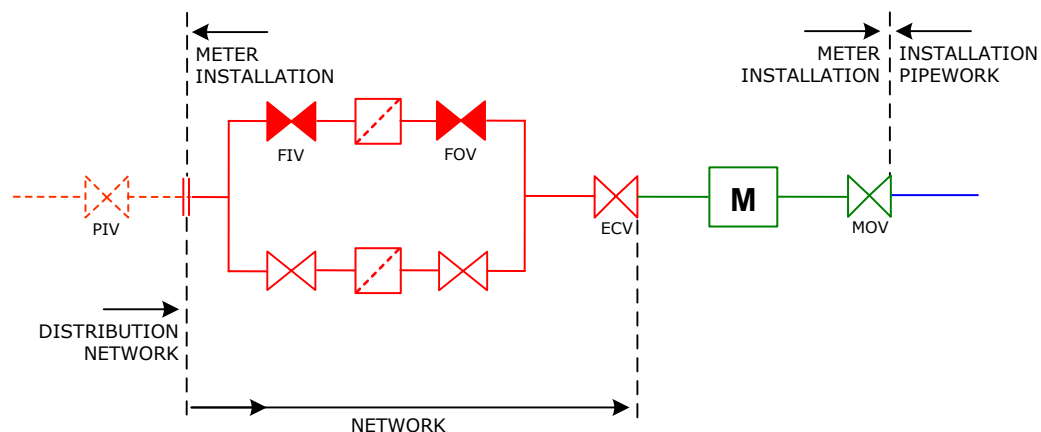 METER
INSTALLATION
METER
INSTALLATION
INSTALLATION
PIPEWORK
FIV
FOV
PIV
ECV
M
MOV
DISTRIBUTION
NETWORK
NETWORK